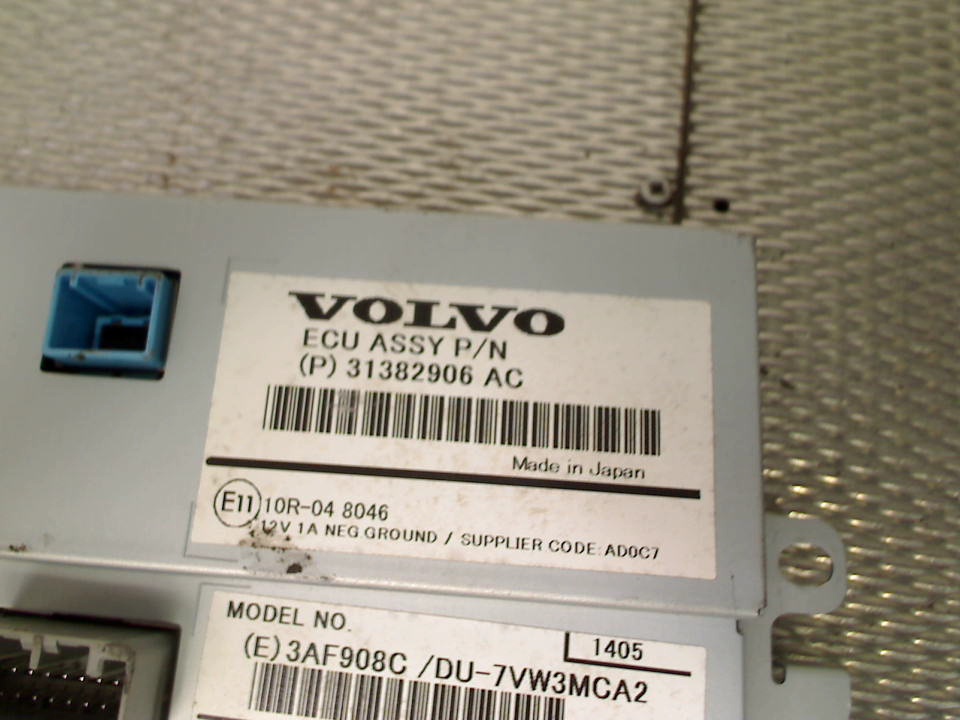 VOLVO
ECU ASSY P/N
(P) 31382906 AC
Made in Japan
E11 10R-04 8046
12V 1A NEG.GROUND / SUPPLIER CODE: AD0C7
MODEL NO.
1405
(E) 3AF908C /DU-7VW3MCA2